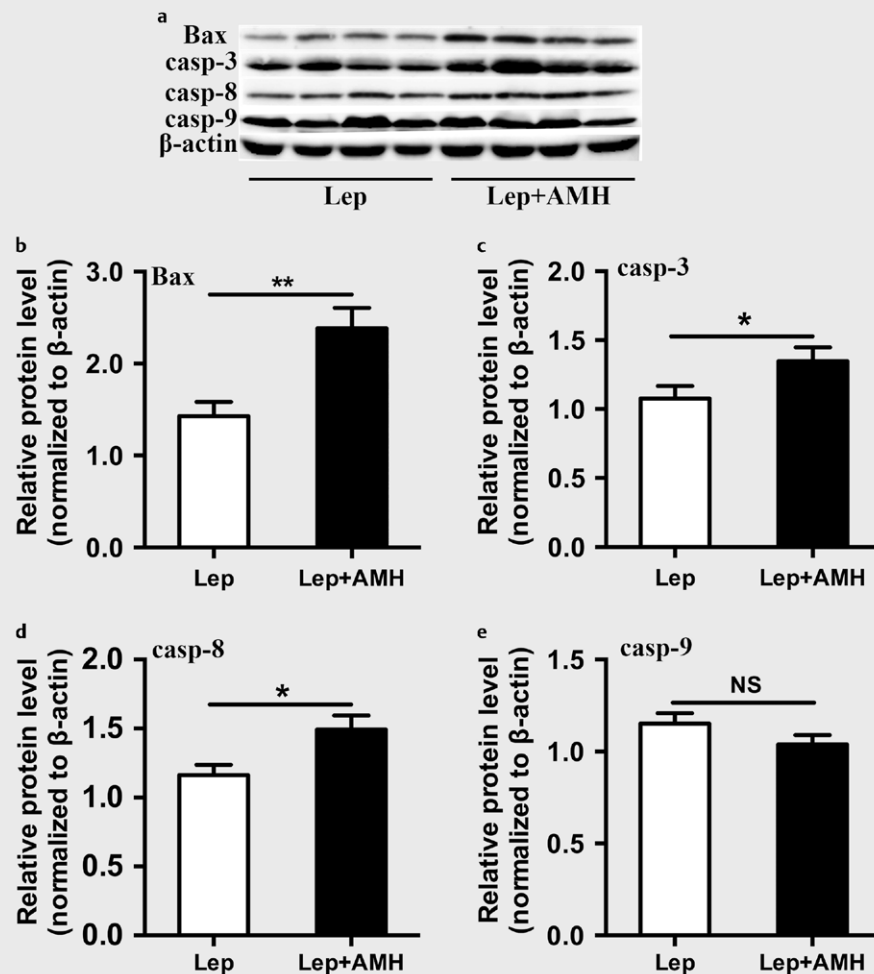 a
Bax
casp-3
casp-8
casp-9
β-actin
Lep Lep+AMH
b
Bax
**
Relative protein level
(normalized to β-actin)
3.0
2.0
1.0
0.0
Lep Lep+AMH
c
casp-3
*
Relative protein level
(normalized to β-actin)
2.0
1.5
1.0
0.5
0.0
Lep Lep+AMH
d
casp-8
*
Relative protein level
(normalized to β-actin)
2.0
1.5
1.0
0.5
0.0
Lep Lep+AMH
e
casp-9
NS
Relative protein level
(normalized to β-actin)
1.5
1.0
0.5
0.0
Lep Lep+AMH